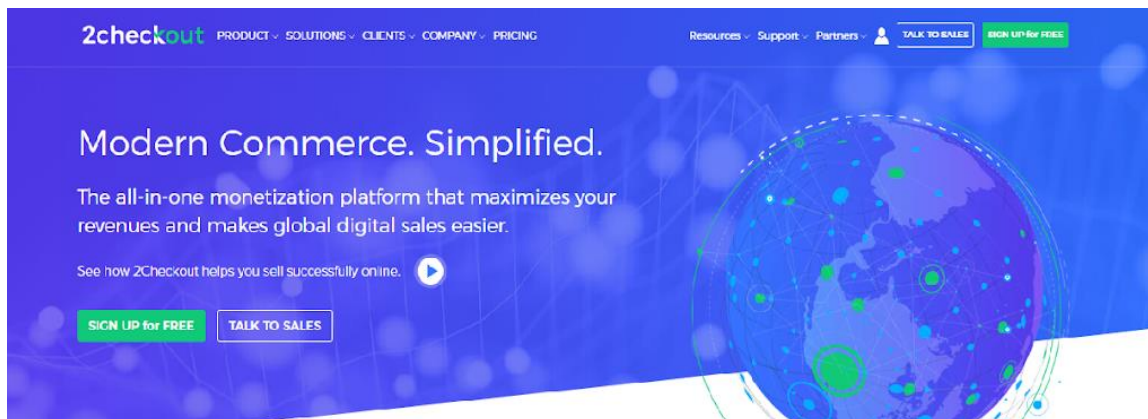 2checkout PRODUCT SOLUTIONS CLIENTS COMPANY PRICING Resources Support Partners TALK TO SALES SIGN UP for FREE
Modern Commerce. Simplified.
The all-in-one monetization platform that maximizes your
revenues and makes global digital sales easier.
See how 2Checkout helps you sell successfully online.
SIGN UP for FREE TALK TO SALES